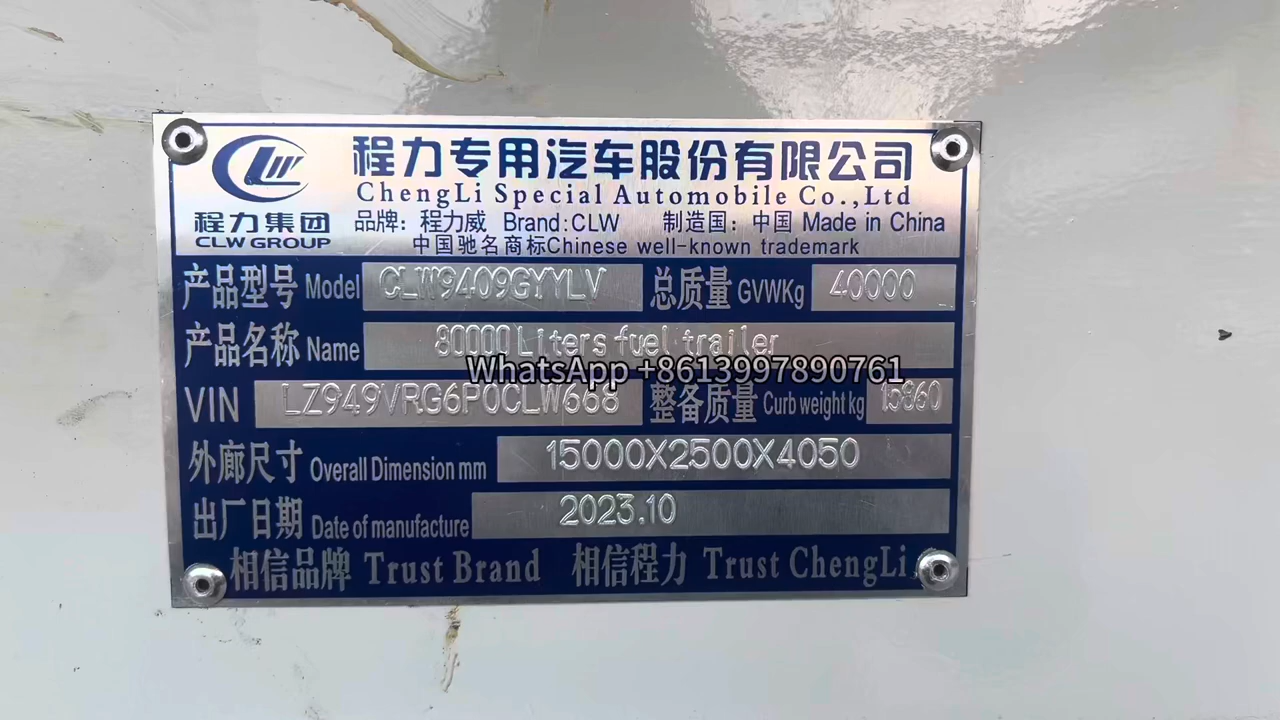 程力专用汽车股份有限公司
ChengLi Special Automobile Co.,Ltd
CLW
程力集团
CLW GROUP
品牌: 程力威 Brand:CLW 制造国: 中国 Made in China
中国驰名商标Chinese well-known trademark
产品型号 Model CLW9409GYYLV 总质量 GVWKg 40000
产品名称 Name 80000 Liters fuel trailer
WhatsApp +8613997890761
VIN LZ949VRG6P0CLW668 整备质量 Curb weight kg 15860
外廊尺寸 Overall Dimension mm 15000X2500X4050
出厂日期 Date of manufacture 2023.10
相信品牌 Trust Brand 相信程力 Trust ChengLi